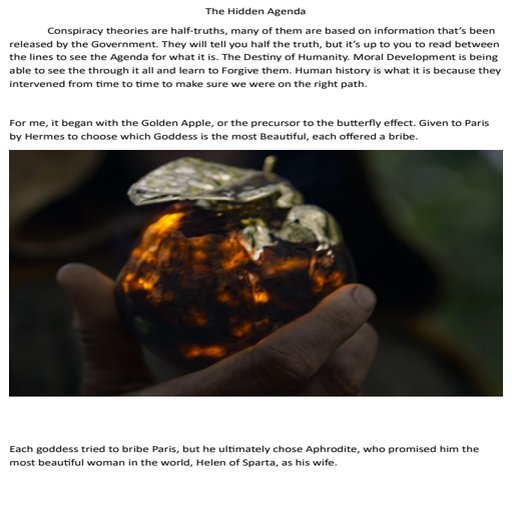 The Hidden Agenda
Conspiracy theories are half-truths, many of them are based on information that's been
released by the Government. They will tell you half the truth, but it's up to you to read between
the lines to see the Agenda for what it is. The Destiny of Humanity. Moral Development is being
able to see the through it all and learn to Forgive them. Human history is what it is because they
intervened from time to time to make sure we were on the right path.
For me, it began with the Golden Apple, or the precursor to the butterfly effect. Given to Paris
by Hermes to choose which Goddess is the most Beautiful, each offered a bribe.
Each goddess tried to bribe Paris, but he ultimately chose Aphrodite, who promised him the
most beautiful woman in the world, Helen of Sparta, as his wife.